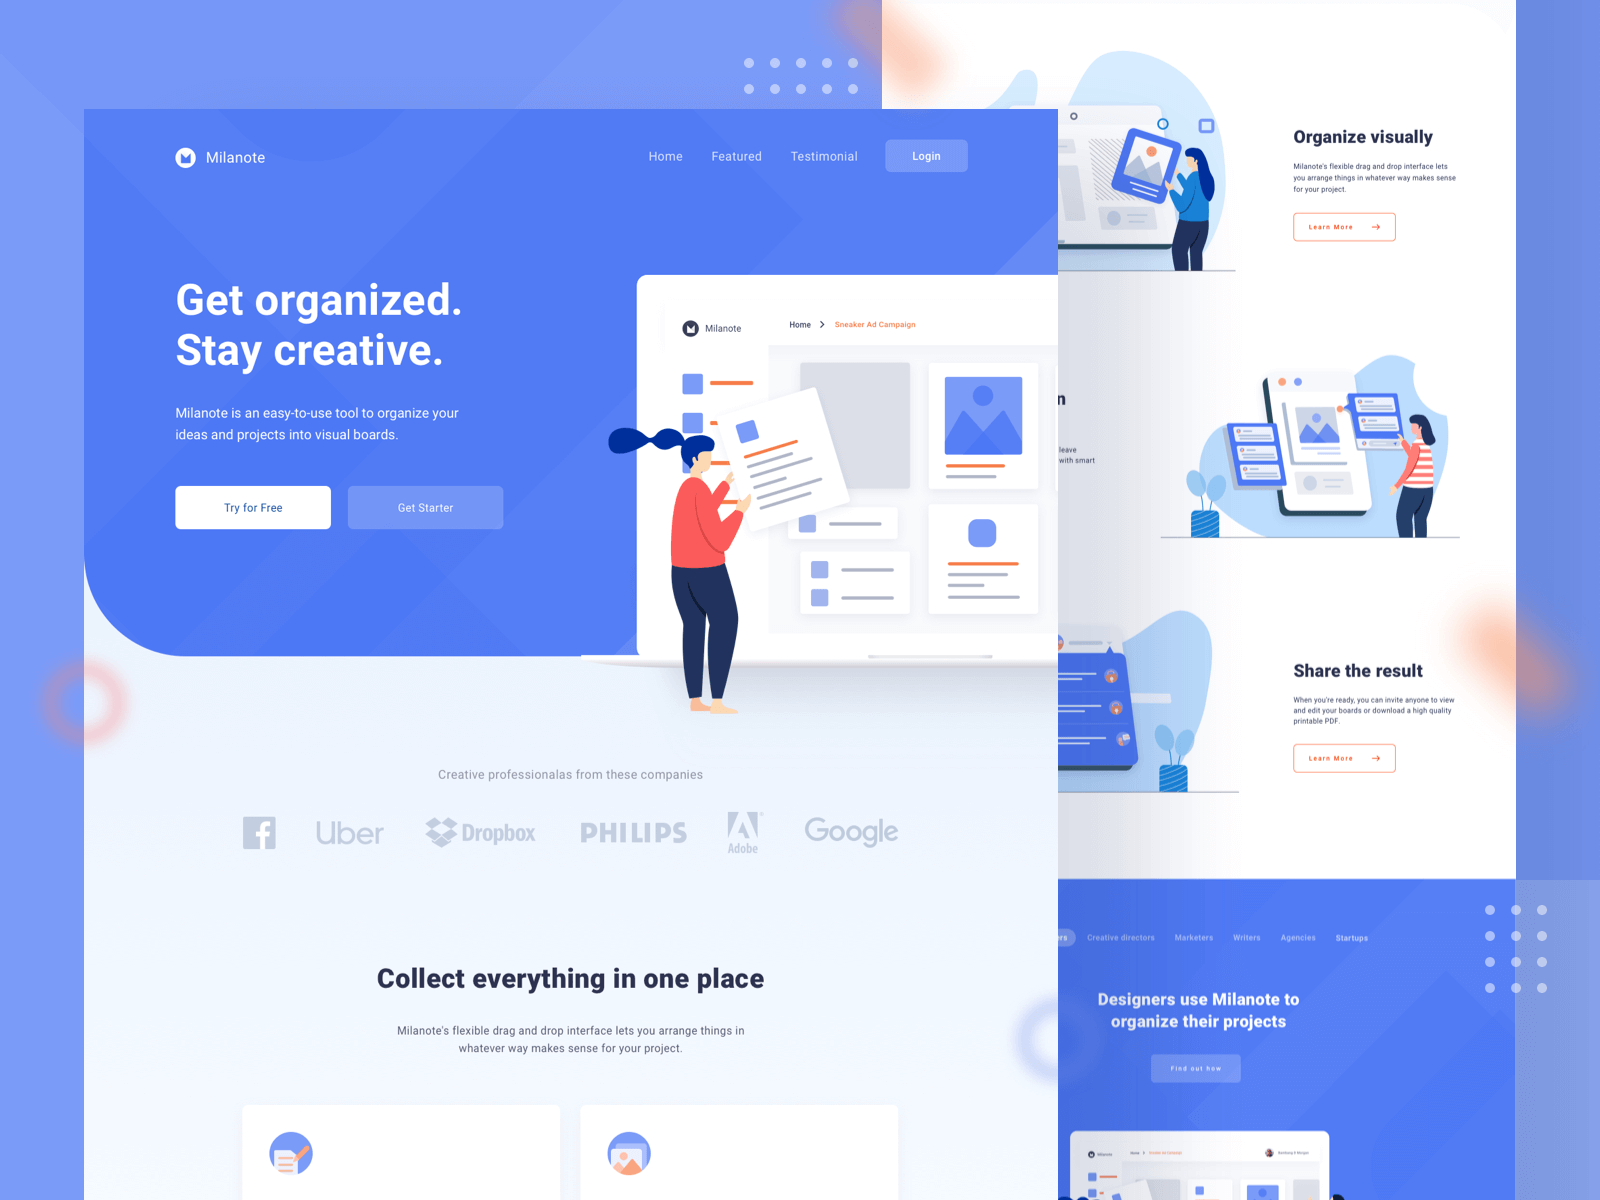 Milanote
Home
Featured
Testimonial
Login
Get organized.
Stay creative.
Milanote is an easy-to-use tool to organize your
ideas and projects into visual boards.
Try for Free
Get Starter
Milanote
Home
Sneaker Ad Campaign
Creative professionalas from these companies
Uber
Dropbox
PHILIPS
Adobe
Google
Collect everything in one place
Milanote's flexible drag and drop interface lets you arrange things in
whatever way makes sense for your project.
Organize visually
Milanote's flexible drag and drop interface lets
you arrange things in whatever way makes sense
for your project.
Learn More
n
leave
with smart
Share the result
When you're ready, you can invite anyone to view
and edit your boards or download a high quality
printable PDF.
Learn More
Creative directors
Marketers
Writers
Agencies
Startups
Designers use Milanote to
organize their projects
Find out how
Milanote
Home